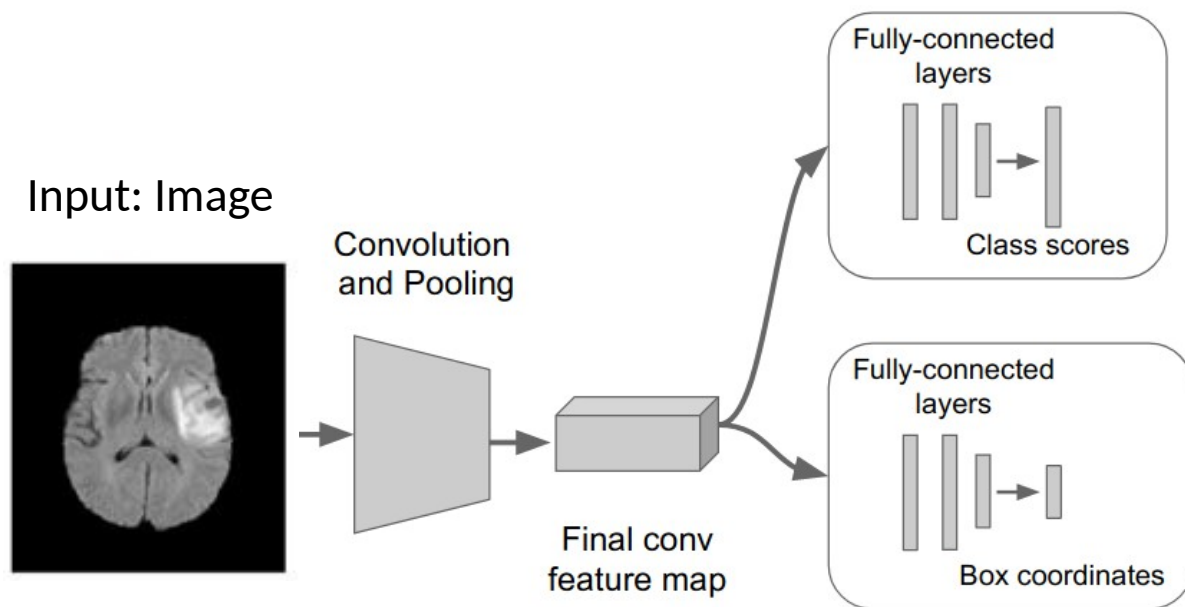 Input: Image
Convolution
and Pooling
Final conv
feature map
Fully-connected
layers
Class scores
Fully-connected
layers
Box coordinates